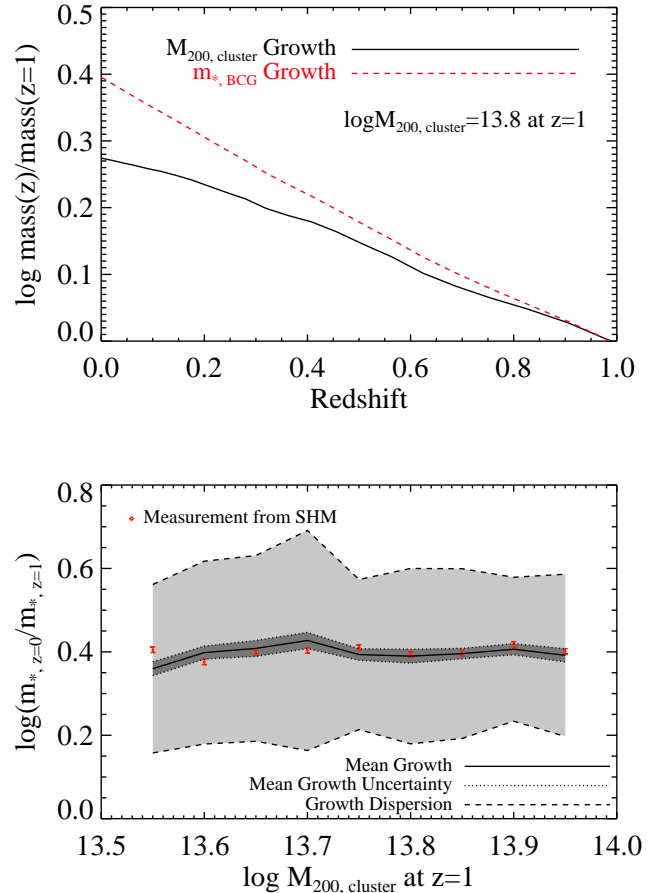 0.5
M200, cluster Growth
0.4
m*, BCG Growth
logM200, cluster=13.8 at z=1
0.3
0.2
0.1
0.0
log mass(z)/mass(z=1)
0.0 0.2 0.4 0.6 0.8 1.0
Redshift
0.8
Measurement from SHM
0.6
0.4
0.2
Mean Growth
Mean Growth Uncertainty
Growth Dispersion
0.0
log(m*, z=0/m*, z=1)
13.5 13.6 13.7 13.8 13.9 14.0
log M200, cluster at z=1